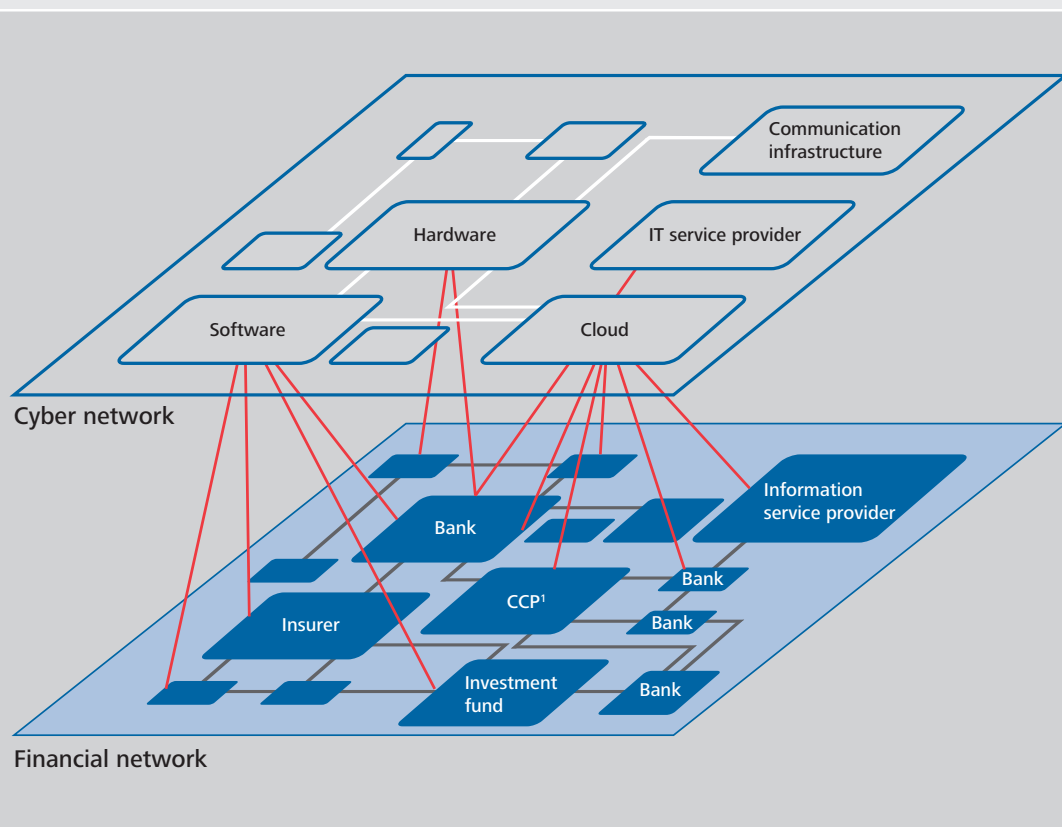 Communication
infrastructure
Hardware
IT service provider
Software
Cloud
Cyber network
Information
service provider
Bank
Bank
CCP¹
Bank
Insurer
Investment
fund
Bank
Financial network